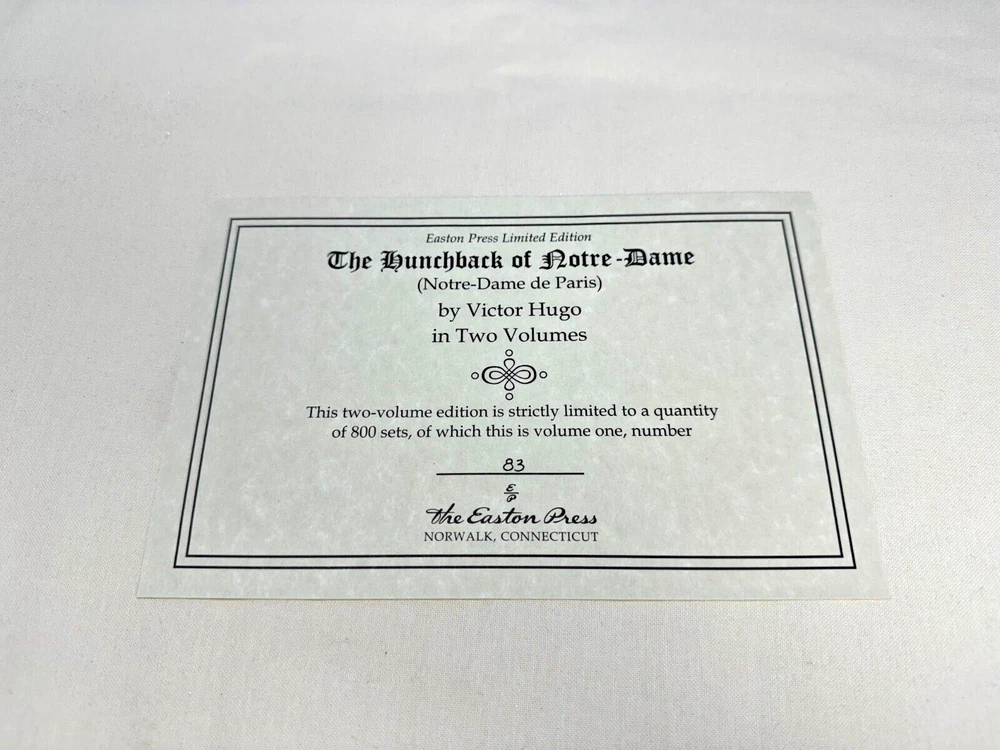 Easton Press Limited Edition
The Hunchback of Notre-Dame
(Notre-Dame de Paris)
by Victor Hugo
in Two Volumes
This two-volume edition is strictly limited to a quantity
of 800 sets, of which this is volume one, number
83
E
P
the Easton Press
NORWALK, CONNECTICUT